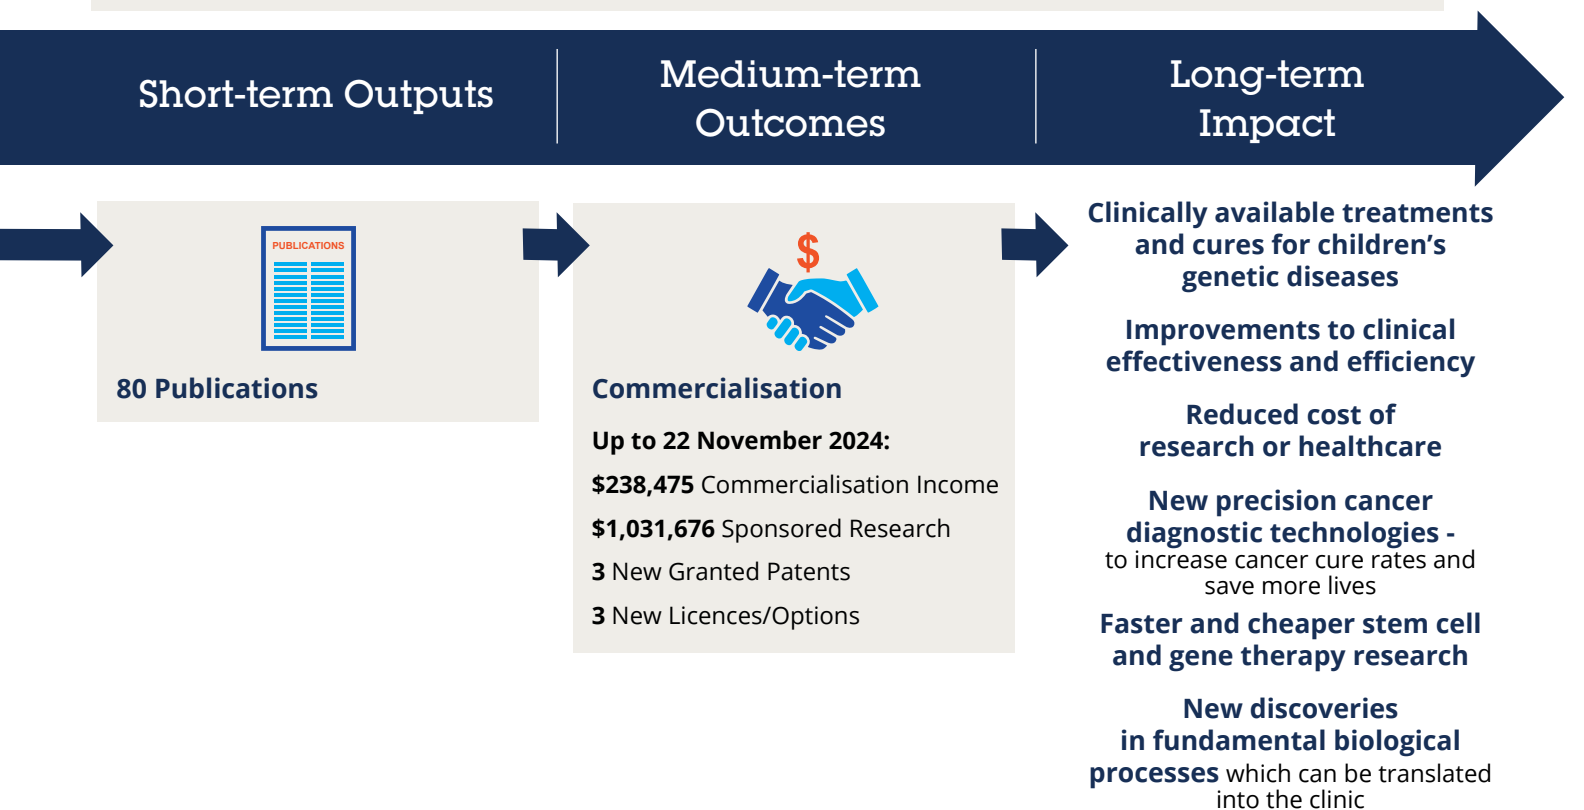 Short-term Outputs
Medium-term
Outcomes
Long-term
Impact
PUBLICATIONS
80 Publications
$
Commercialisation
Up to 22 November 2024:
$238,475 Commercialisation Income
$1,031,676 Sponsored Research
3 New Granted Patents
3 New Licences/Options
Clinically available treatments
and cures for children’s
genetic diseases
Improvements to clinical
effectiveness and efficiency
Reduced cost of
research or healthcare
New precision cancer
diagnostic technologies -
to increase cancer cure rates and
save more lives
Faster and cheaper stem cell
and gene therapy research
New discoveries
in fundamental biological
processes which can be translated
into the clinic